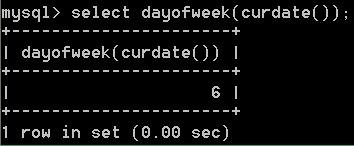 mysql> select dayofweek(curdate());
+----------------------+
| dayofweek(curdate()) |
+----------------------+
|                    6 |
+----------------------+
1 row in set (0.00 sec)